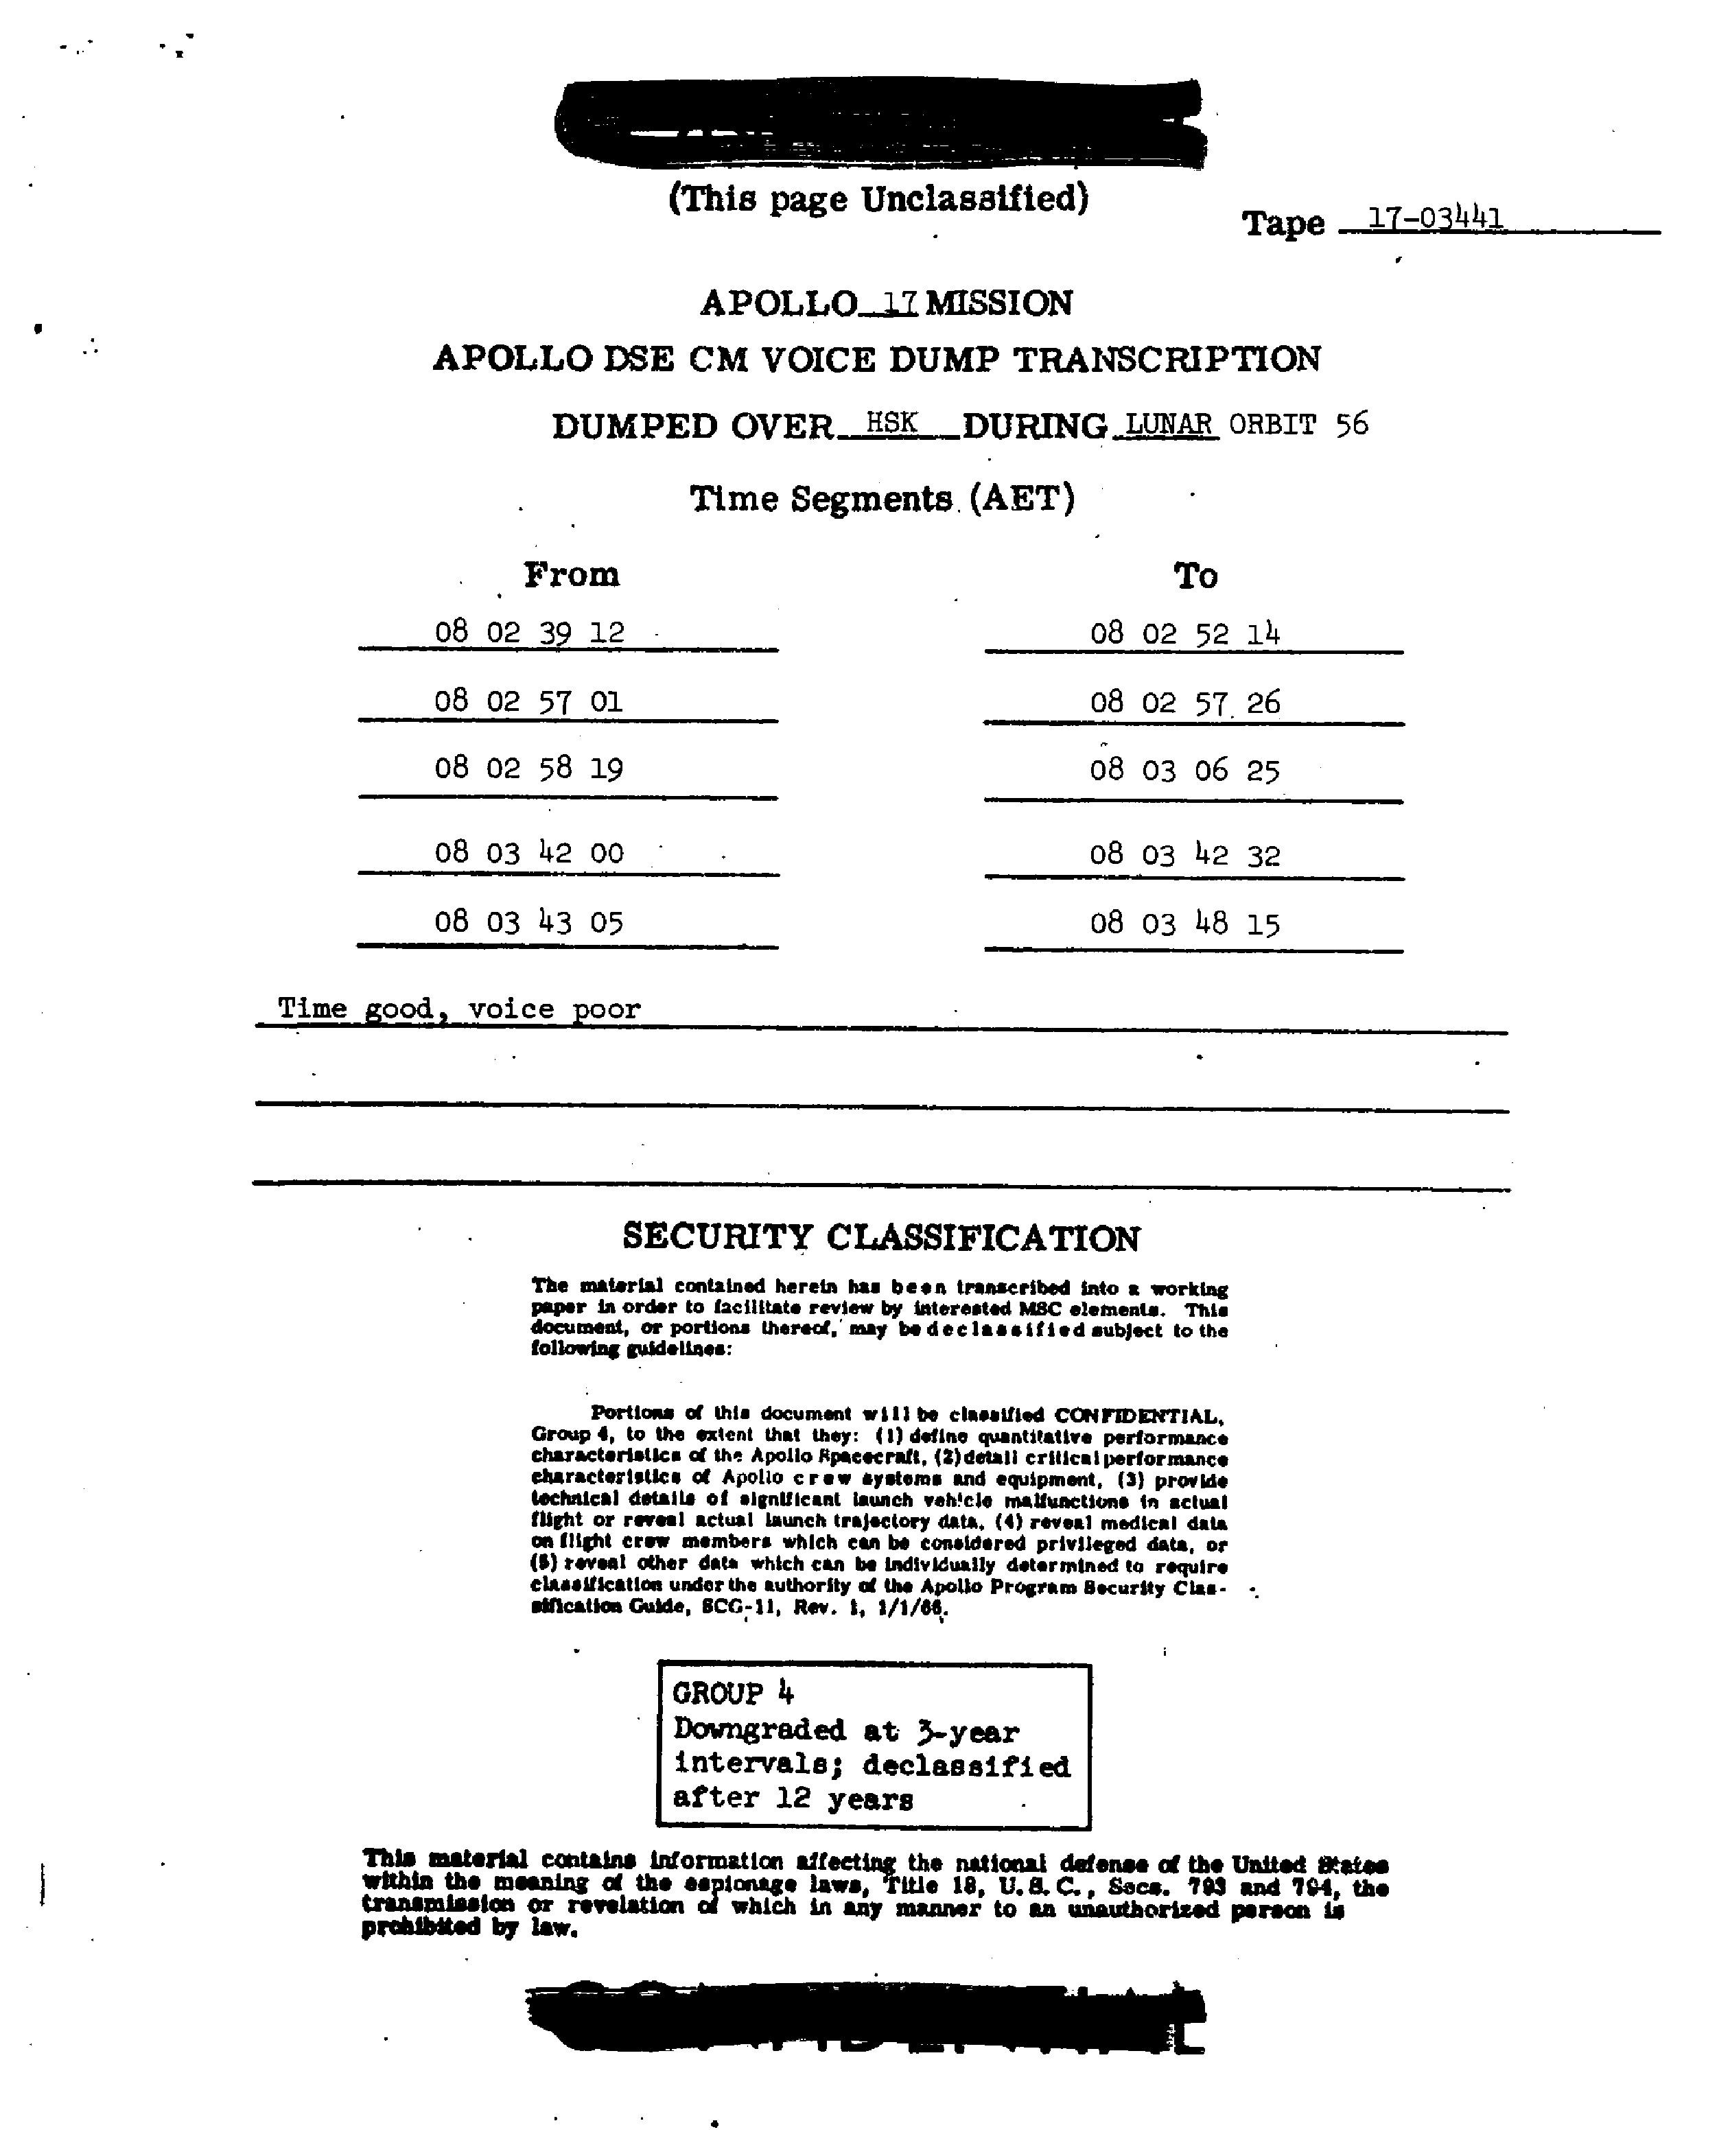 (This page Unclassified)
Tape 17-03441
APOLLO 17 MISSION
APOLLO DSE CM VOICE DUMP TRANSCRIPTION
DUMPED OVER HSK DURING LUNAR ORBIT 56
Time Segments (AET)
From To
08 02 39 12 08 02 52 14
08 02 57 01 08 02 57 26
08 02 58 19 08 03 06 25
08 03 42 00 08 03 42 32
08 03 43 05 08 03 48 15
Time good, voice poor
SECURITY CLASSIFICATION
The material contained herein has been transcribed into a working
paper in order to facilitate review by interested MSC elements. This
document, or portions thereof, may be declassified subject to the
following guidelines:
Portions of this document will be classified CONFIDENTIAL,
Group 4, to the extent that they: (1) define quantitative performance
characteristics of the Apollo Spacecraft, (2) detail critical performance
characteristics of Apollo crew systems and equipment, (3) provide
technical details of significant launch vehicle malfunctions in actual
flight or reveal actual launch trajectory data, (4) reveal medical data
on flight crew members which can be considered privileged data, or
(5) reveal other data which can be individually determined to require
classification under the authority of the Apollo Program Security Clas-
sification Guide, SCG-11, Rev. 1, 1/1/66.
GROUP 4
Downgraded at 3-year
intervals; declassified
after 12 years
This material contains information affecting the national defense of the United States
within the meaning of the espionage laws, Title 18, U.S.C., Secs. 793 and 794, the
transmission or revelation of which in any manner to an unauthorized person is
prohibited by law.